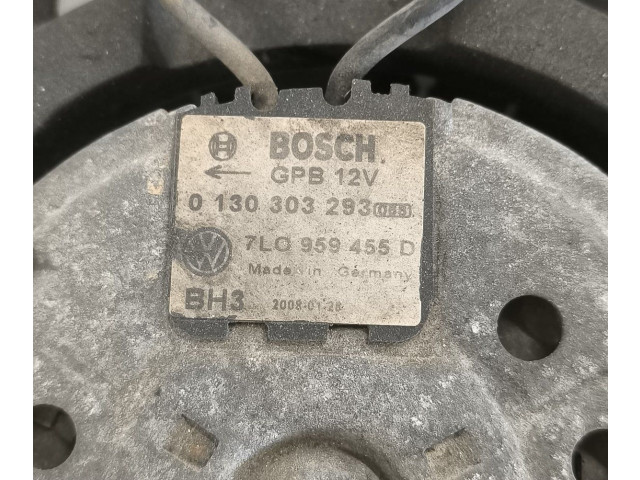 BOSCH
GPB 12V
0 130 303 293
7L0 959 455 D
Made in Germany
BH3 2008-01-28